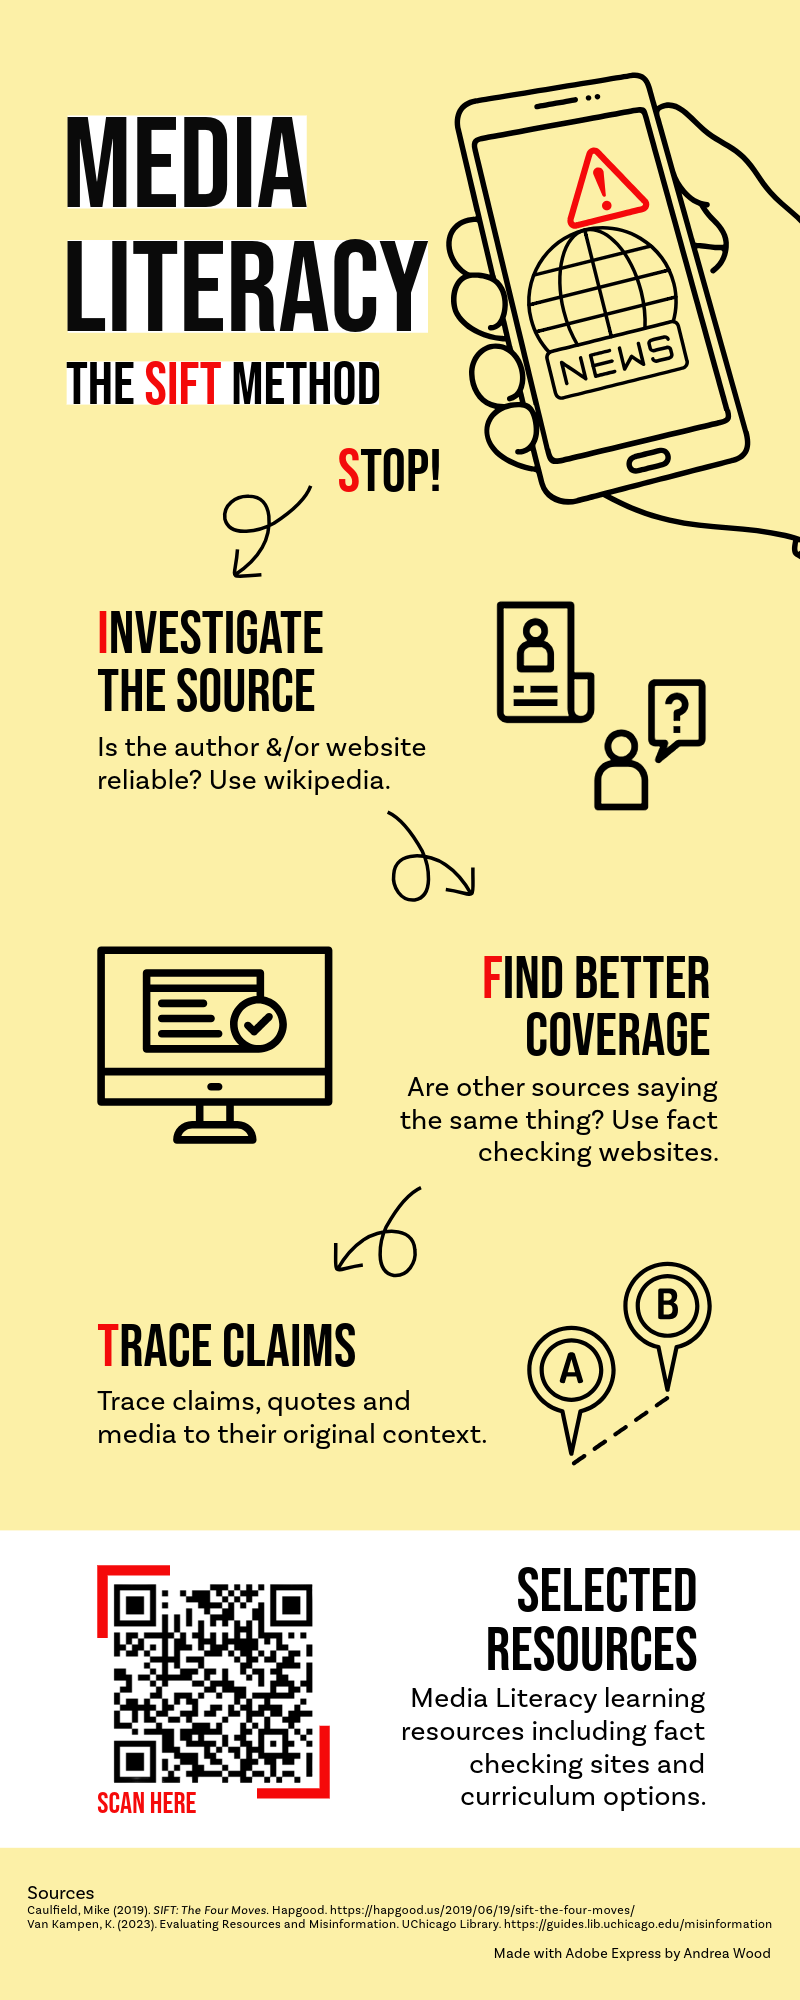 MEDIA
LITERACY
THE SIFT METHOD
NEWS
STOP!
INVESTIGATE
THE SOURCE
Is the author &/or website
reliable? Use wikipedia.
?
FIND BETTER
COVERAGE
Are other sources saying
the same thing? Use fact
checking websites.
TRACE CLAIMS
Trace claims, quotes and
media to their original context.
B
A
SELECTED
RESOURCES
Media Literacy learning
resources including fact
checking sites and
curriculum options.
SCAN HERE
Sources
Caulfield, Mike (2019). SIFT: The Four Moves. Hapgood. https://hapgood.us/2019/06/19/sift-the-four-moves/
Van Kampen, K. (2023). Evaluating Resources and Misinformation. UChicago Library. https://guides.lib.uchicago.edu/misinformation
Made with Adobe Express by Andrea Wood